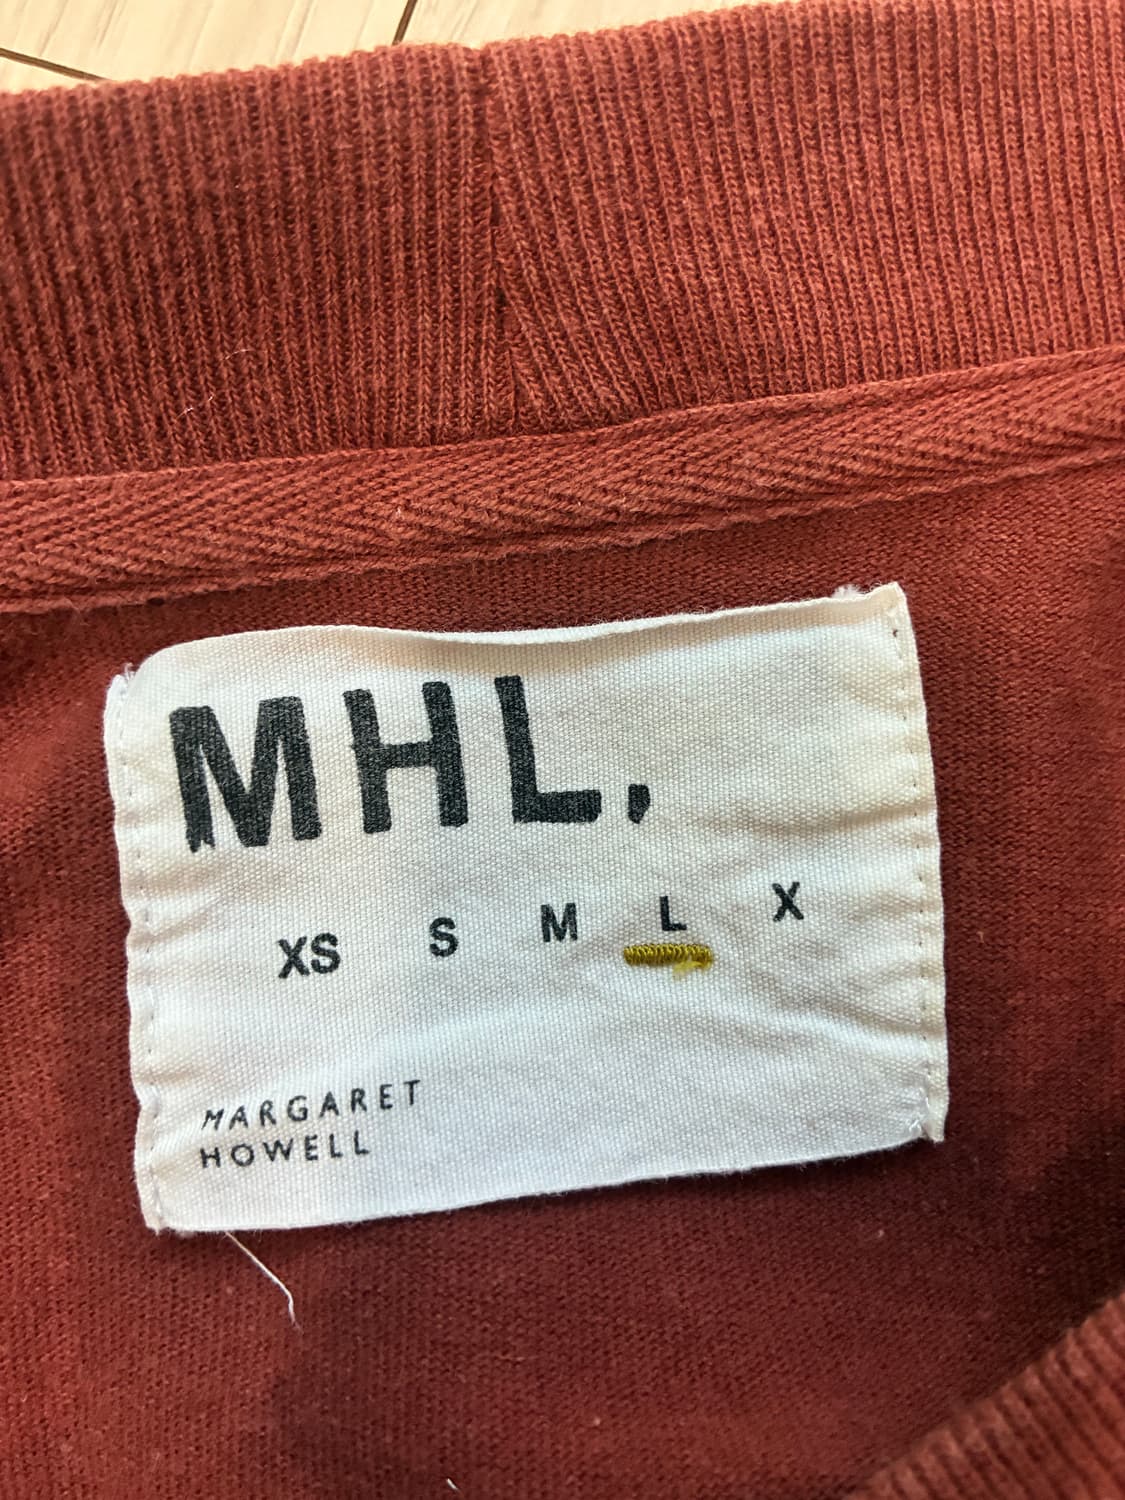 MHL.
XS S M L X
MARGARET
HOWELL